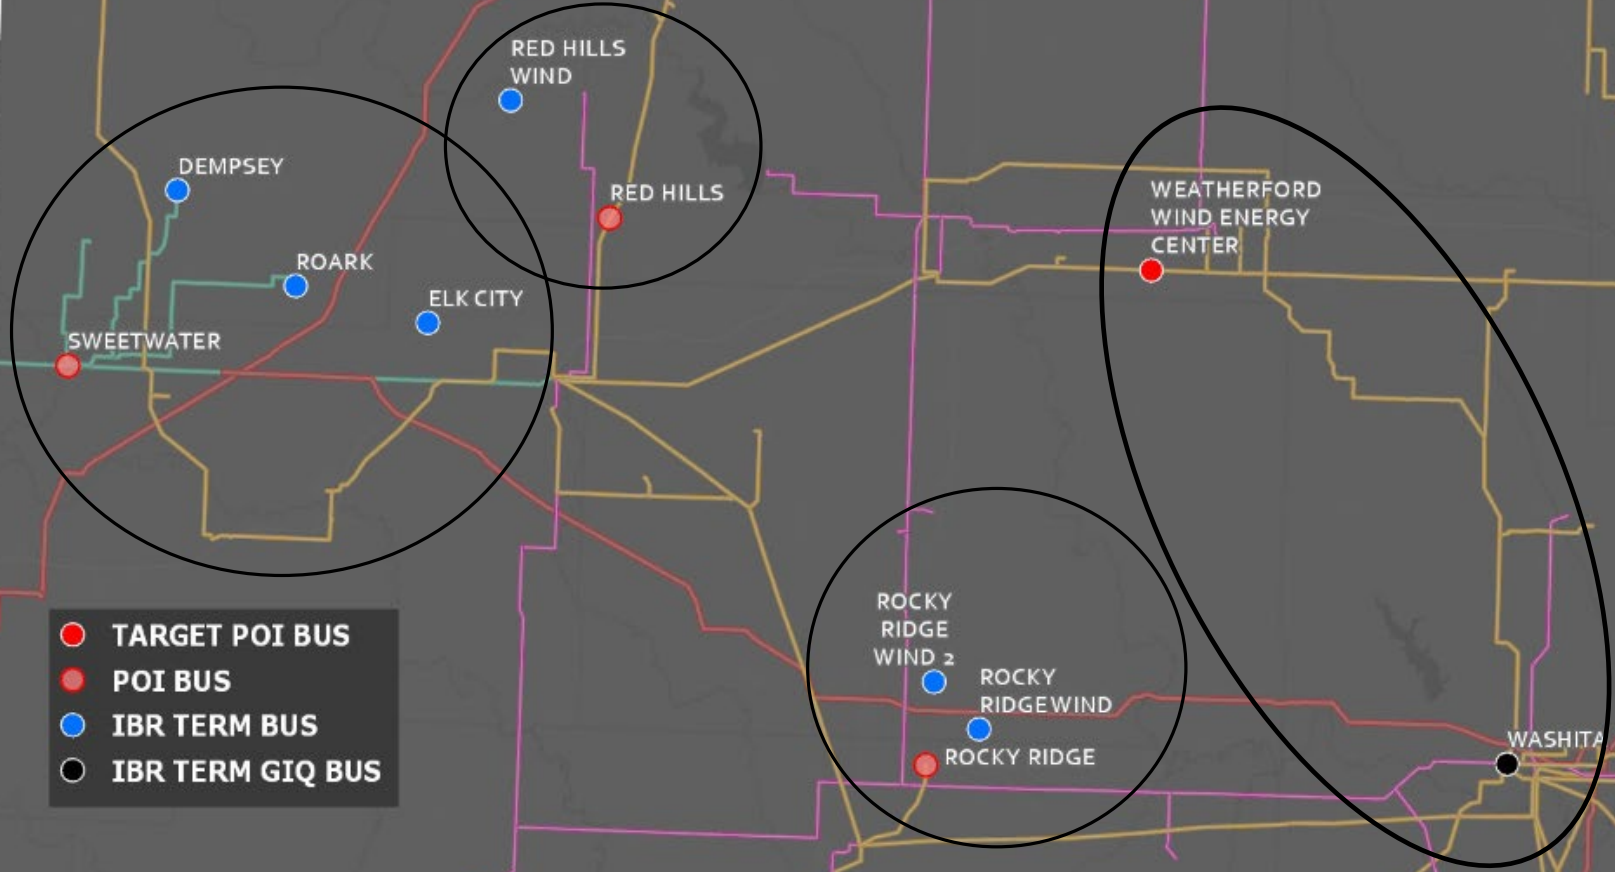 RED HILLS
WIND
DEMPSEY
RED HILLS
WEATHERFORD
WIND ENERGY
CENTER
ROARK
ELK CITY
SWEETWATER
ROCKY
RIDGE
WIND 2
ROCKY
RIDGEWIND
ROCKY RIDGE
WASHITA
TARGET POI BUS
POI BUS
IBR TERM BUS
IBR TERM GIQ BUS